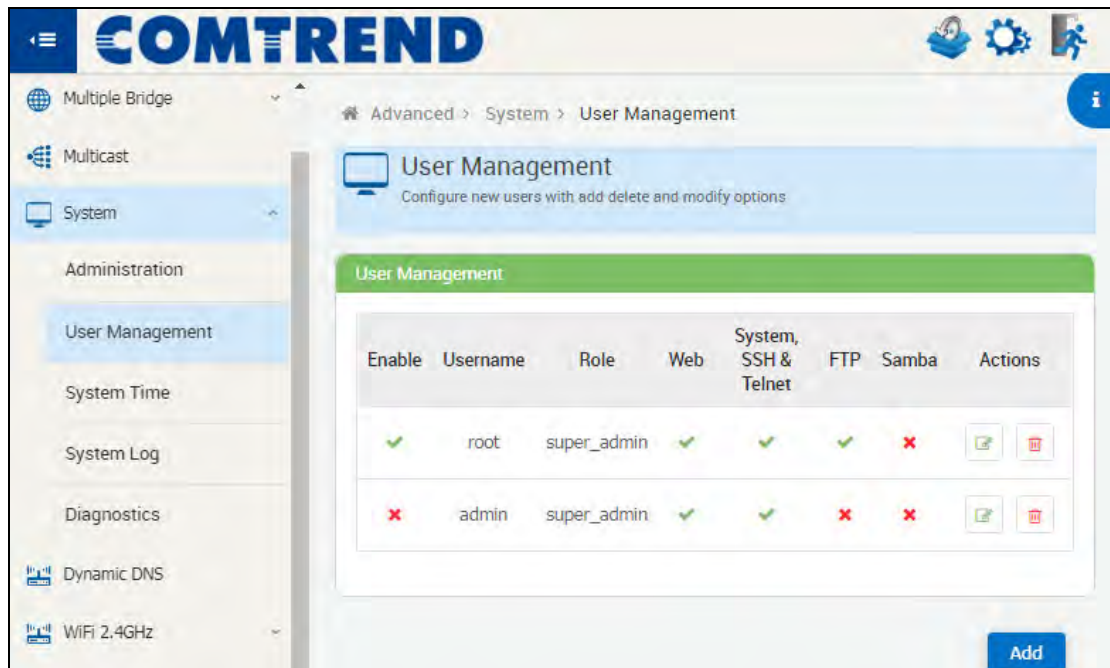 COMTREND
Multiple Bridge
Multicast
System
Administration
User Management
System Time
System Log
Diagnostics
Dynamic DNS
WiFi 2.4GHz
Advanced > System > User Management
i
User Management
Configure new users with add delete and modify options
User Management
Enable Username Role Web System, SSH & Telnet FTP Samba Actions
root super_admin
admin super_admin
Add